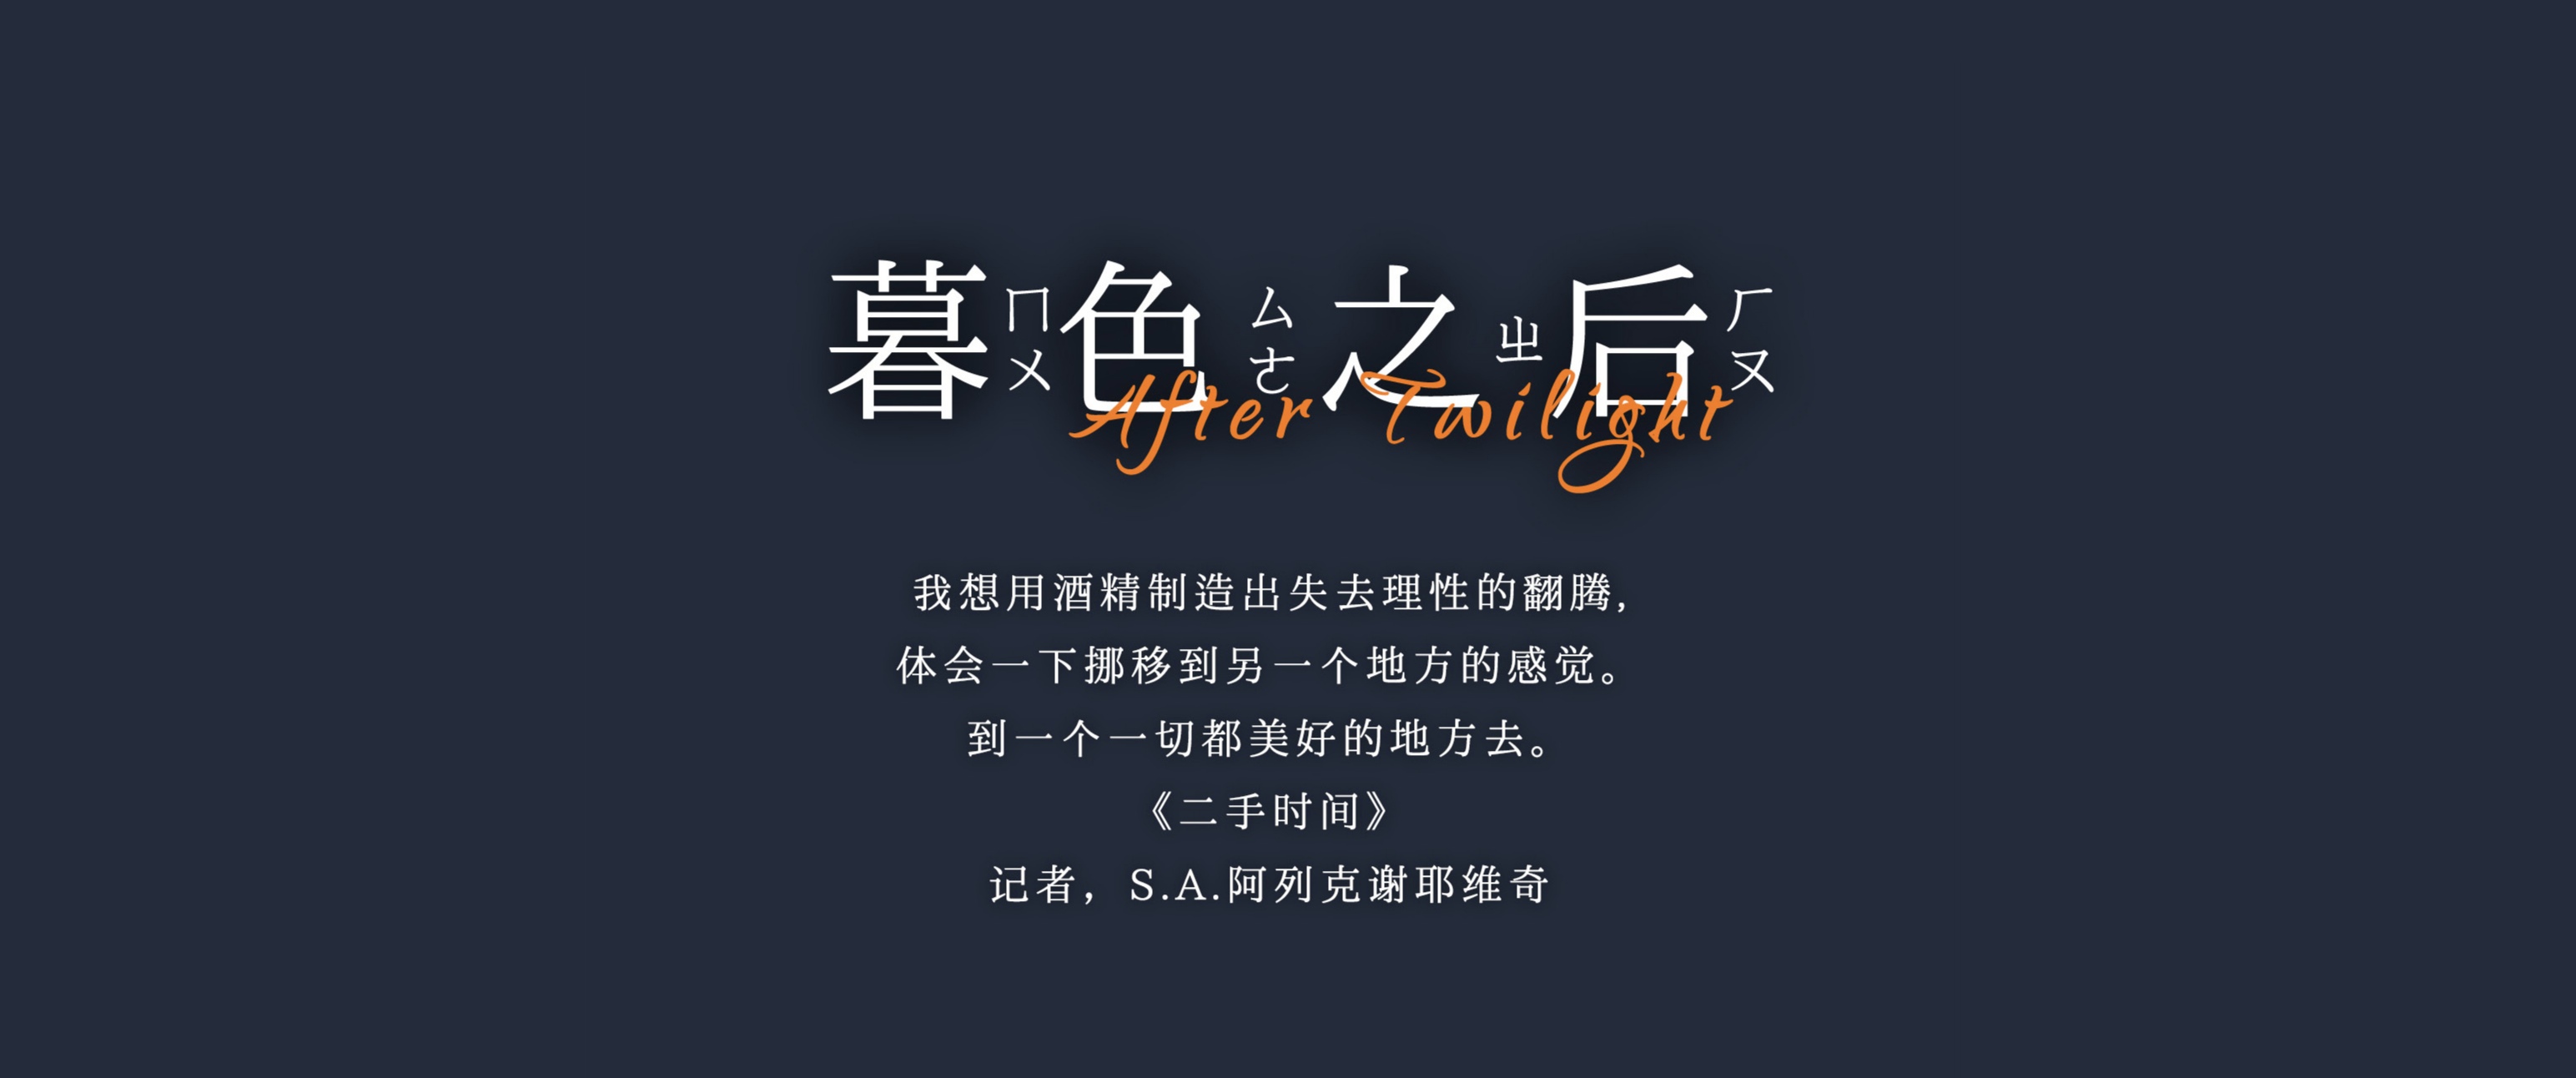 暮ㄇㄨ色ㄙㄜ之ㄓ后ㄏㄡ
After Twilight
我想用酒精制造出失去理性的翻腾,
体会一下挪移到另一个地方的感觉。
到一个一切都美好的地方去。
《二手时间》
记者，S.A.阿列克谢耶维奇